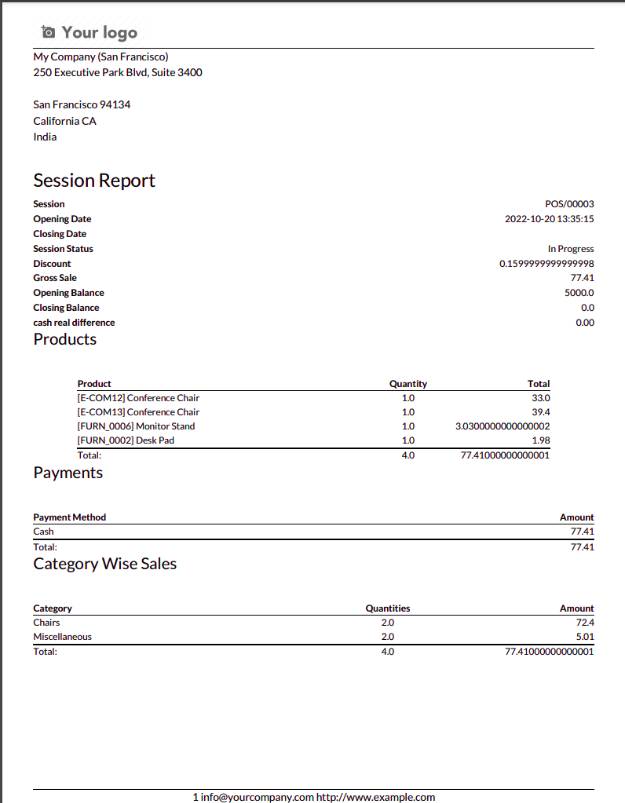 Your logo
My Company (San Francisco)
250 Executive Park Blvd, Suite 3400
San Francisco 94134
California CA
India
Session Report
Session POS/00003
Opening Date 2022-10-20 13:35:15
Closing Date
Session Status In Progress
Discount 0.1599999999999998
Gross Sale 77.41
Opening Balance 5000.0
Closing Balance 0.0
cash real difference 0.00
Products
Product Quantity Total
[E-COM12] Conference Chair 1.0 33.0
[E-COM13] Conference Chair 1.0 39.4
[FURN_0006] Monitor Stand 1.0 3.0300000000000002
[FURN_0002] Desk Pad 1.0 1.98
Total: 4.0 77.41000000000001
Payments
Payment Method Amount
Cash 77.41
Total: 77.41
Category Wise Sales
Category Quantities Amount
Chairs 2.0 72.4
Miscellaneous 2.0 5.01
Total: 4.0 77.41000000000001
1 info@yourcompany.com http://www.example.com